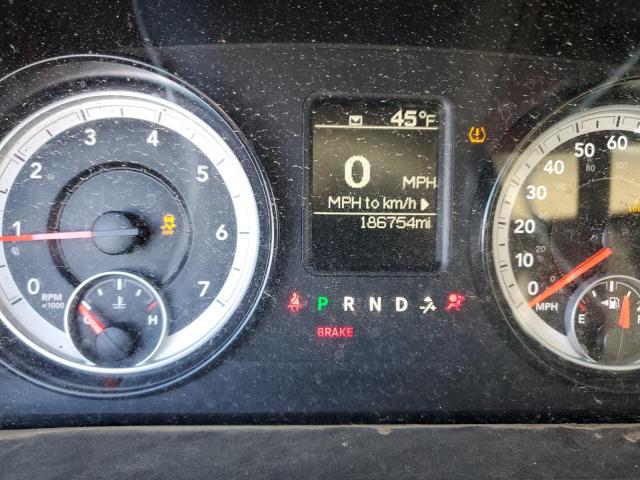 45°F
0 MPH
MPH to km/h
186754mi
0 1 2 3 4 5 6 7
RPM x1000
C H
P R N D
BRAKE
0 10 20 30 40 50 60
MPH
E